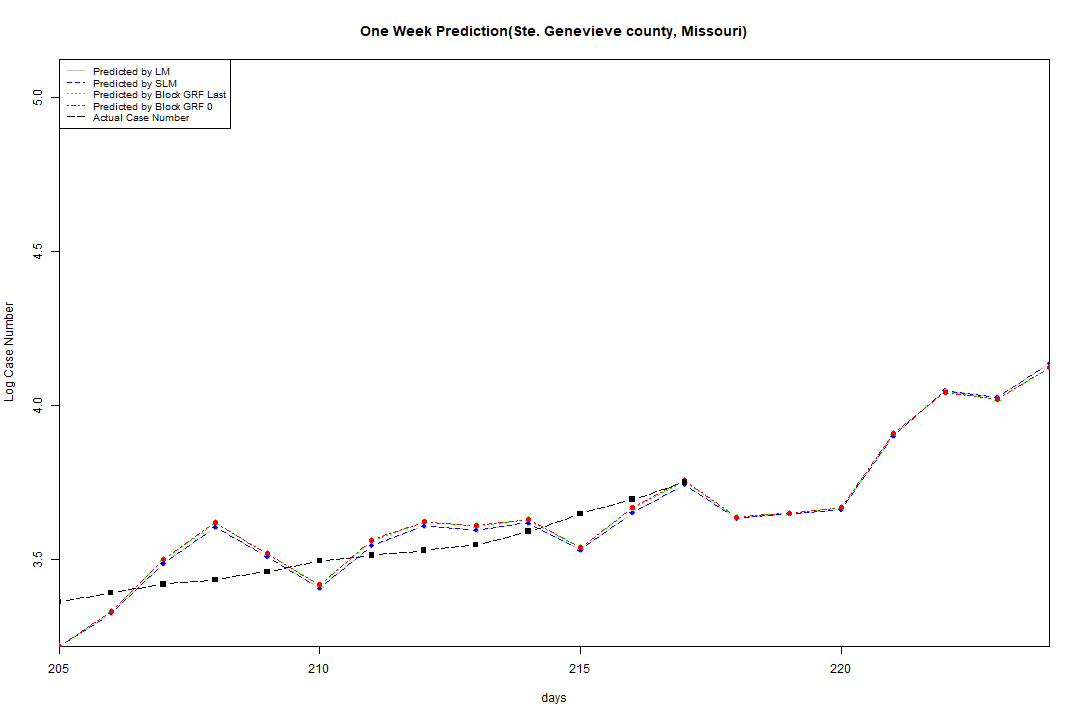 One Week Prediction(Ste. Genevieve county, Missouri)
Predicted by LM
Predicted by SLM
Predicted by Block GRF Last
Predicted by Block GRF 0
Actual Case Number
5.0
4.5
4.0
3.5
Log Case Number
205
210
215
220
days